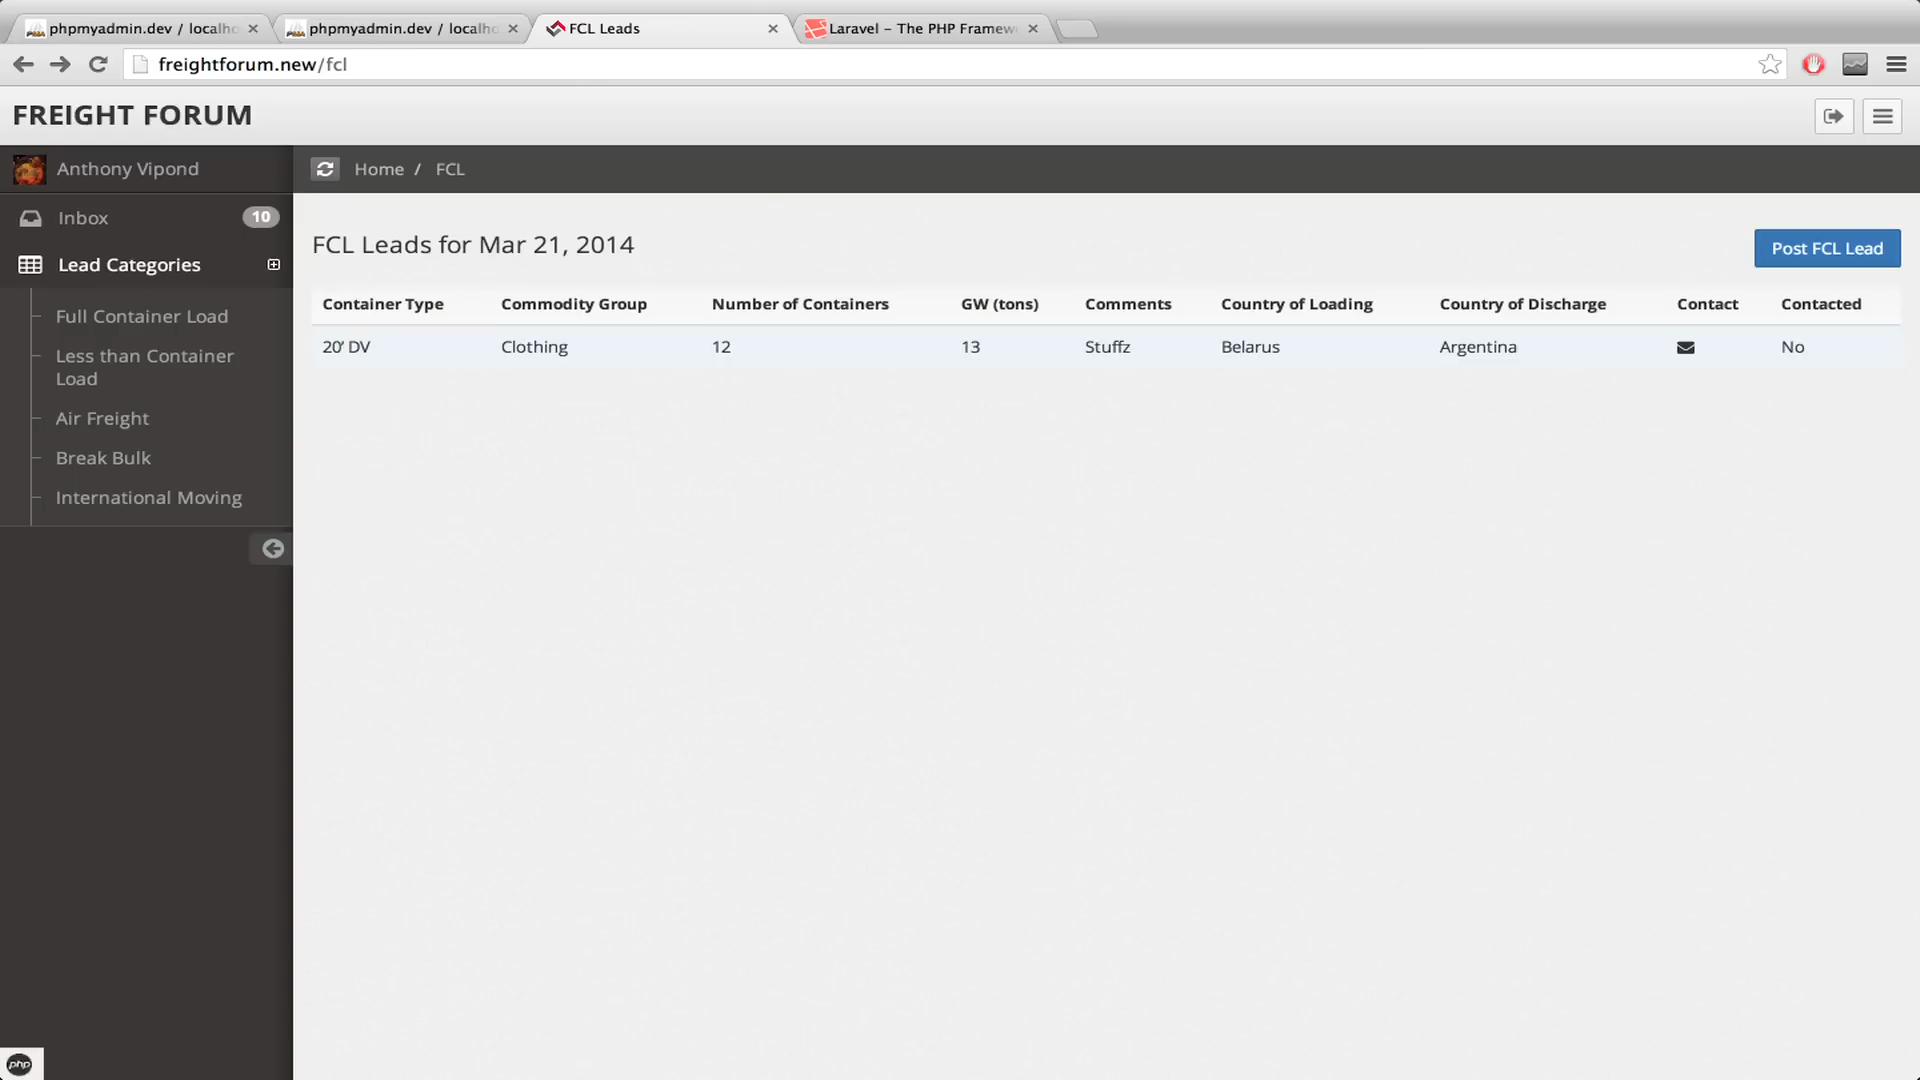 phpmyadmin.dev / localho
phpmyadmin.dev / localho
FCL Leads
Laravel – The PHP Framew
freightforum.new/fcl
FREIGHT FORUM
Anthony Vipond
Home / FCL
Inbox 10
Lead Categories
Full Container Load
Less than Container
Load
Air Freight
Break Bulk
International Moving
FCL Leads for Mar 21, 2014
Post FCL Lead
Container Type Commodity Group Number of Containers GW (tons) Comments Country of Loading Country of Discharge Contact Contacted
20' DV Clothing 12 13 Stuffz Belarus Argentina No
php